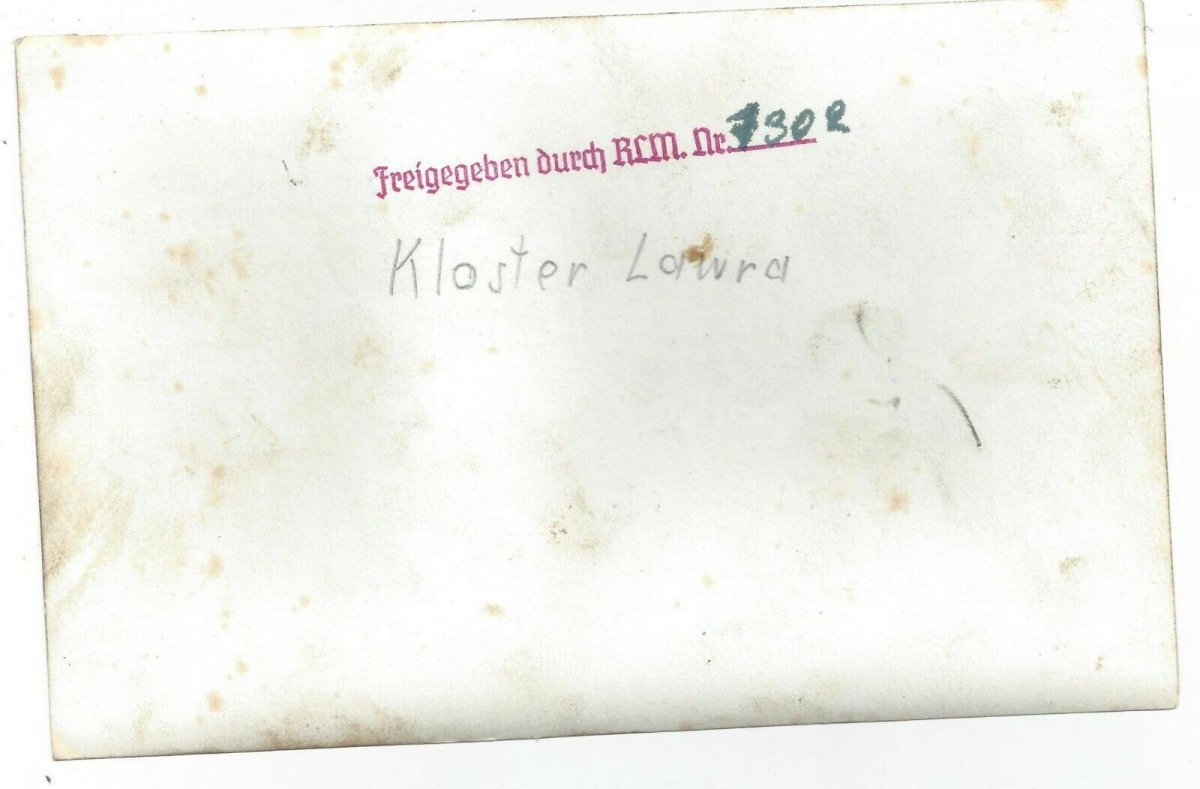 Freigegeben durch RLM. Nr. 7302
Kloster Lawra